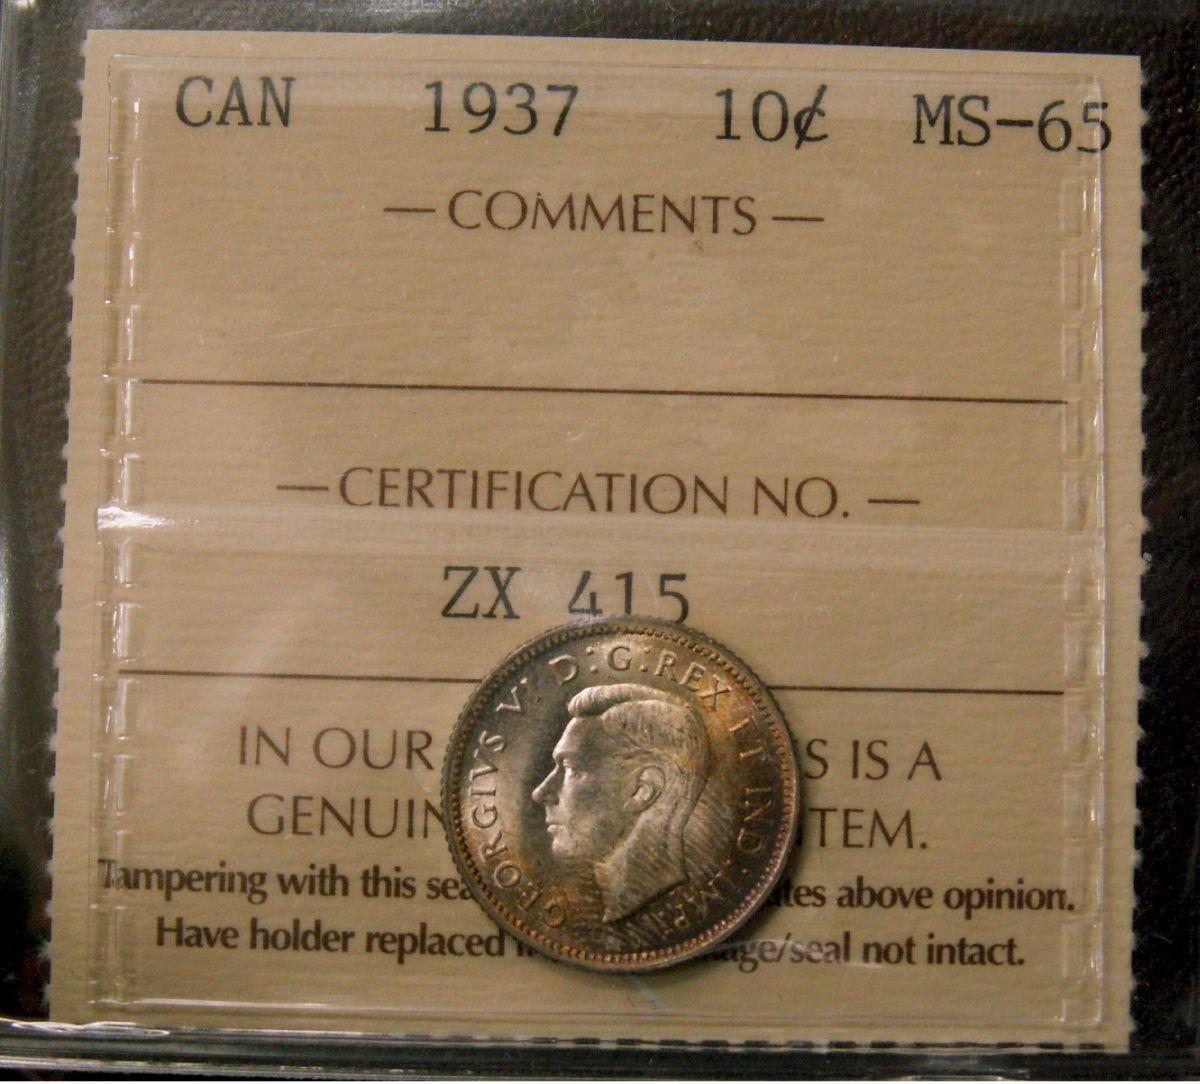 CAN 1937 10¢ MS-65
— COMMENTS —
— CERTIFICATION NO. —
ZX 415
IN OUR S IS A
GENUIN TEM.
Tampering with this sea tes above opinion.
Have holder replaced age/seal not intact.
GEORGIVS VI D:G:REX ET IND:IMP: